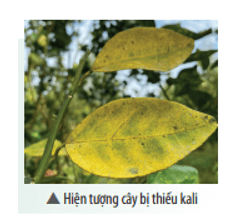 ▲ Hiện tượng cây bị thiếu kali